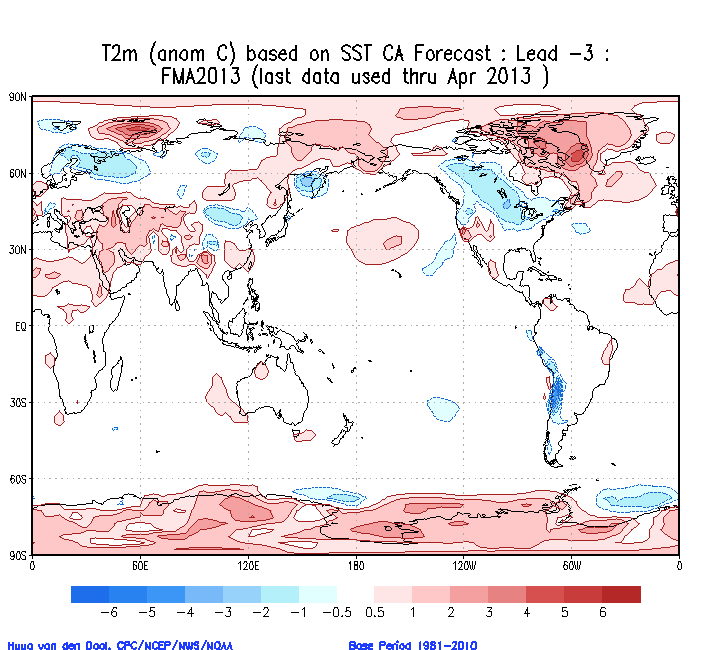 T2m (anom C) based on SST CA Forecast : Lead -3 :
FMA2013 (last data used thru Apr 2013 )
90N
60N
30N
EQ
30S
60S
90S
0 60E 120E 180 120W 60W 0
-6 -5 -4 -3 -2 -1 -0.5 0.5 1 2 3 4 5 6
Huug van den Dool, CPC/NCEP/NWS/NOAA Base Period 1981-2010